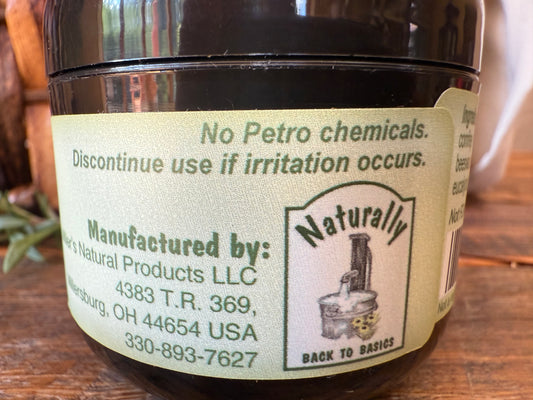 No Petro chemicals.
Discontinue use if irritation occurs.
Manufactured by:
Natural Products LLC
4383 T.R. 369,
OH 44654 USA
330-893-7627
Naturally
BACK TO BASICS